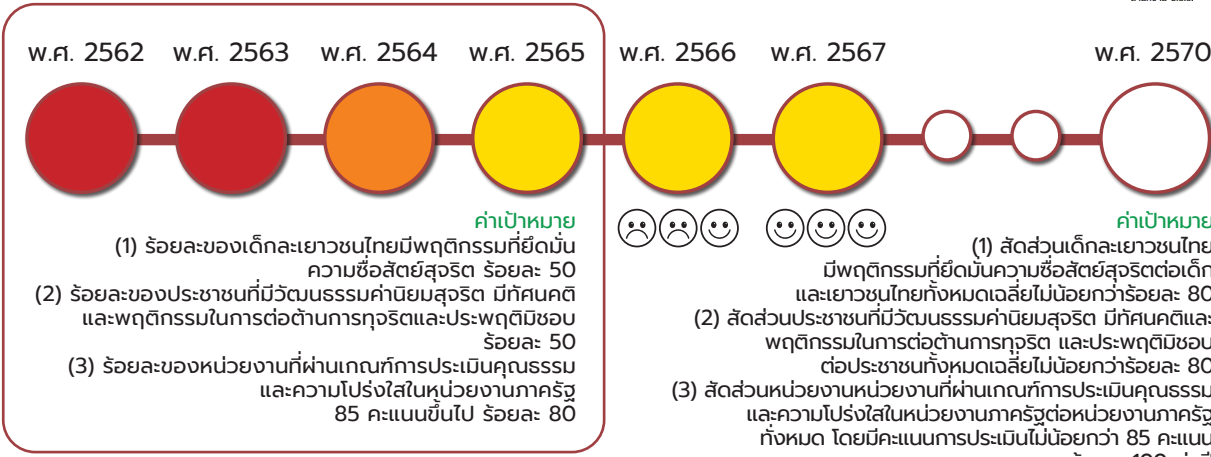 พ.ศ. 2562 พ.ศ. 2563 พ.ศ. 2564 พ.ศ. 2565 พ.ศ. 2566 พ.ศ. 2567 พ.ศ. 2570
ค่าเป้าหมาย
(1) ร้อยละของเด็กละเยาวชนไทยมีพฤติกรรมที่ยึดมั่น
ความซื่อสัตย์สุจริต ร้อยละ 50
(2) ร้อยละของประชาชนที่มีวัฒนธรรมค่านิยมสุจริต มีทัศนคติ
และพฤติกรรมในการต่อต้านการทุจริตและประพฤติมิชอบ
ร้อยละ 50
(3) ร้อยละของหน่วยงานที่ผ่านเกณฑ์การประเมินคุณธรรม
และความโปร่งใสในหน่วยงานภาครัฐ
85 คะแนนขึ้นไป ร้อยละ 80
ค่าเป้าหมาย
(1) สัดส่วนเด็กละเยาวชนไทย
มีพฤติกรรมที่ยึดมั่นความซื่อสัตย์สุจริตต่อเด็ก
และเยาวชนไทยทั้งหมดเฉลี่ยไม่น้อยกว่าร้อยละ 80
(2) สัดส่วนประชาชนที่มีวัฒนธรรมค่านิยมสุจริต มีทัศนคติและ
พฤติกรรมในการต่อต้านการทุจริต และประพฤติมิชอบ
ต่อประชาชนทั้งหมดเฉลี่ยไม่น้อยกว่าร้อยละ 80
(3) สัดส่วนหน่วยงานหน่วยงานที่ผ่านเกณฑ์การประเมินคุณธรรม
และความโปร่งใสในหน่วยงานภาครัฐต่อหน่วยงานภาครัฐ
ทั้งหมด โดยมีคะแนนการประเมินไม่น้อยกว่า 85 คะแนน